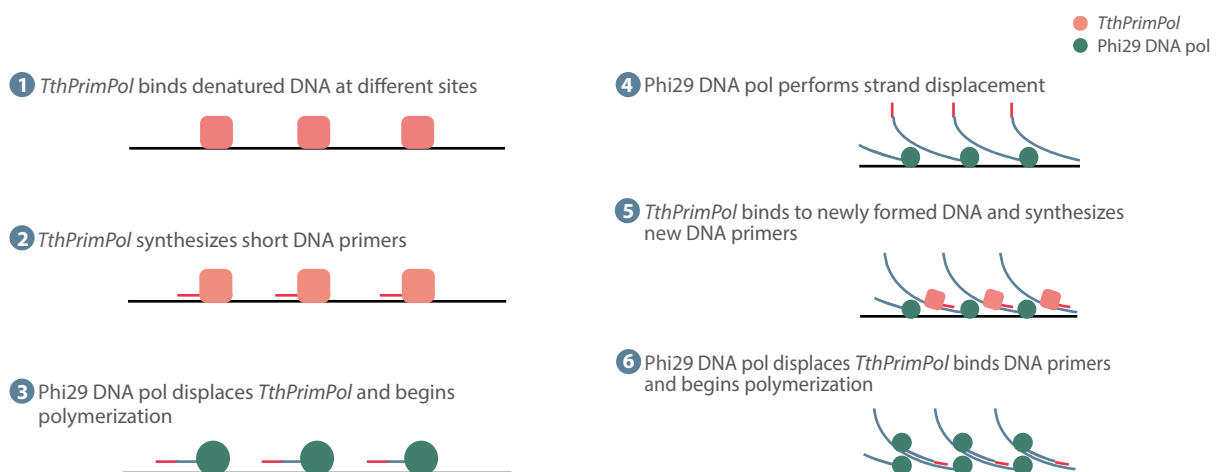 TthPrimPol
Phi29 DNA pol
1 TthPrimPol binds denatured DNA at different sites
2 TthPrimPol synthesizes short DNA primers
3 Phi29 DNA pol displaces TthPrimPol and begins
polymerization
4 Phi29 DNA pol performs strand displacement
5 TthPrimPol binds to newly formed DNA and synthesizes
new DNA primers
6 Phi29 DNA pol displaces TthPrimPol binds DNA primers
and begins polymerization